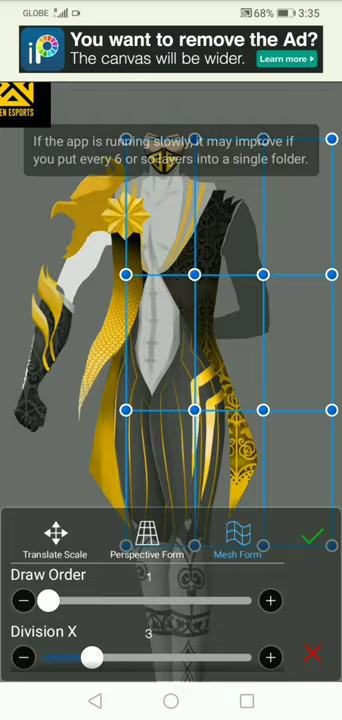 GLOBE 68% 3:35
You want to remove the Ad?
The canvas will be wider. Learn more
iP
EN ESPORTS
If the app is running slowly, it may improve if
you put every 6 or so layers into a single folder.
Translate Scale Perspective Form Mesh Form
Draw Order 1
Division X 3